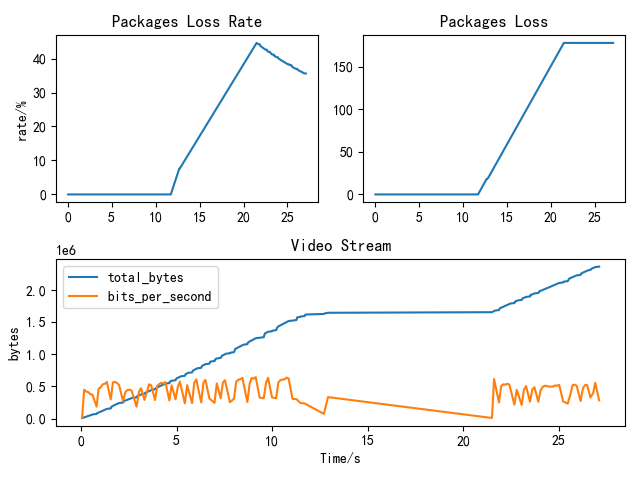 Packages Loss Rate
rate/%
40
30
20
10
0
0 5 10 15 20 25
Packages Loss
150
100
50
0
0 5 10 15 20 25
Video Stream
1e6
bytes
2.0
1.5
1.0
0.5
0.0
total_bytes
bits_per_second
0 5 10 15 20 25
Time/s